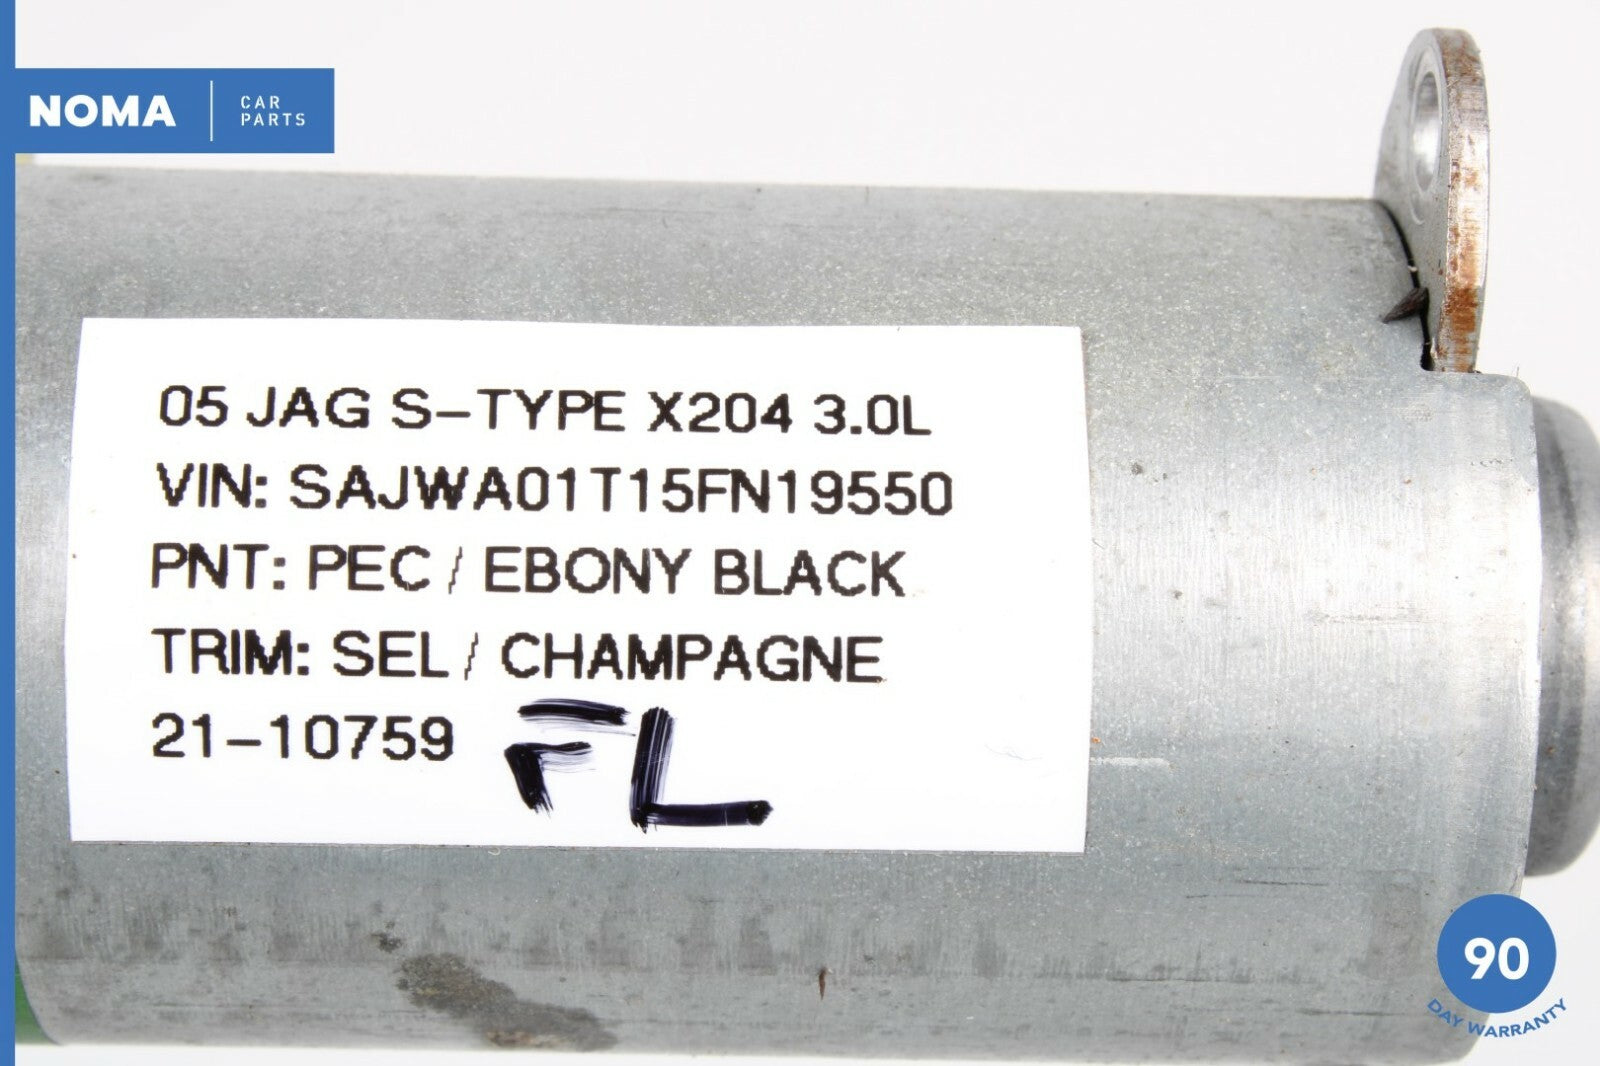 NOMA
CAR
PARTS
05 JAG S-TYPE X204 3.0L
VIN: SAJWA01T15FN19550
PNT: PEC / EBONY BLACK
TRIM: SEL / CHAMPAGNE
21-10759 FL
90
DAY WARRANTY